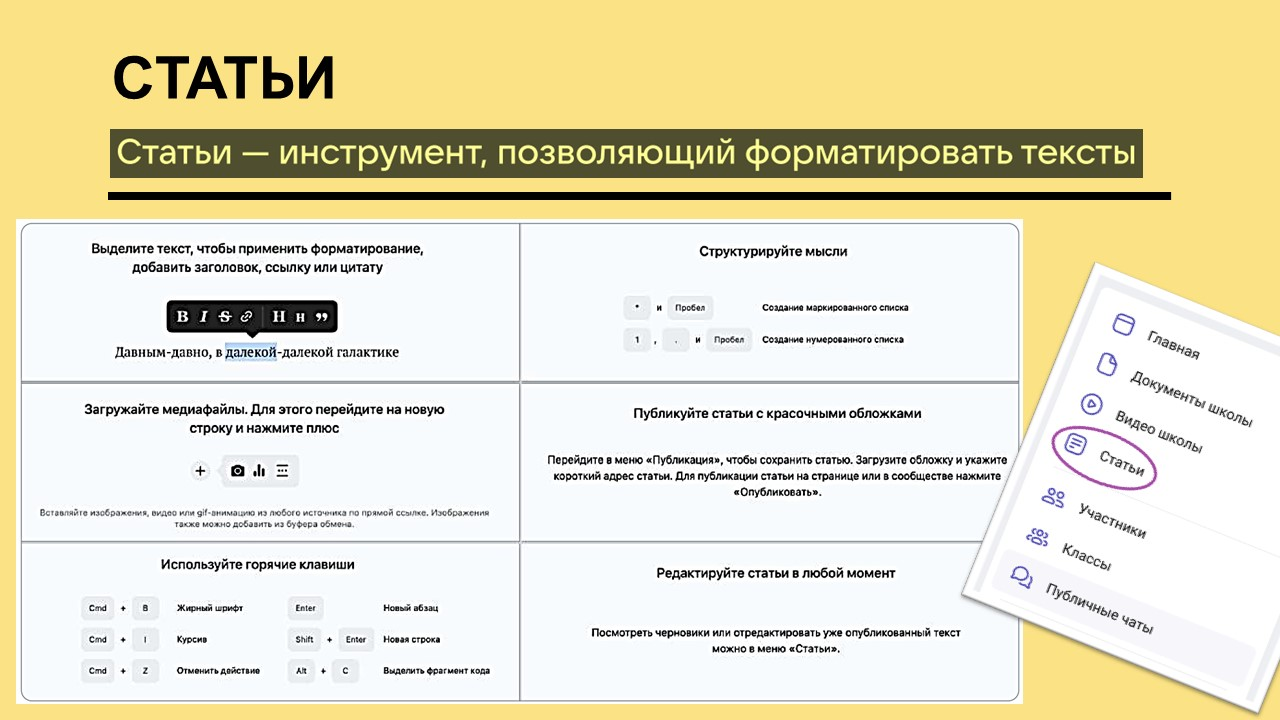 СТАТЬИ
Статьи — инструмент, позволяющий форматировать тексты
Выделите текст, чтобы применить форматирование,
добавить заголовок, ссылку или цитату
B I S H H ”
Давным-давно, в далекой-далекой галактике
Структурируйте мысли
* и Пробел Создание маркированного списка
1 , . и Пробел Создание нумерованного списка
Загружайте медиафайлы. Для этого перейдите на новую
строку и нажмите плюс
+
Вставляйте изображения, видео или gif-анимацию из любого источника по прямой ссылке. Изображения
также можно добавить из буфера обмена.
Публикуйте статьи с красочными обложками
Перейдите в меню «Публикация», чтобы сохранить статью. Загрузите обложку и укажите
короткий адрес статьи. Для публикации статьи на странице или в сообществе нажмите
«Опубликовать».
Используйте горячие клавиши
Cmd + B Жирный шрифт Enter Новый абзац
Cmd + I Курсив Shift + Enter Новая строка
Cmd + Z Отменить действие Alt + C Выделить фрагмент кода
Редактируйте статьи в любой момент
Посмотреть черновики или отредактировать уже опубликованный текст
можно в меню «Статьи».
Главная
Документы школы
Видео школы
Статьи
Участники
Классы
Публичные чаты